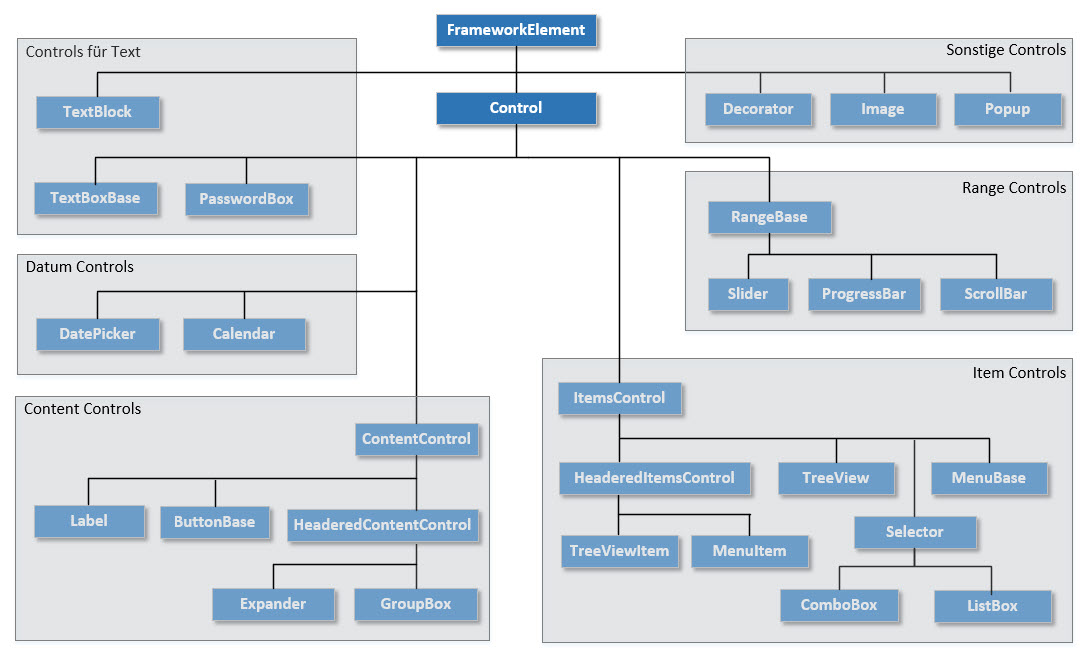 FrameworkElement
Controls für Text
Sonstige Controls
TextBlock
Control
Decorator
Image
Popup
TextBoxBase
PasswordBox
Range Controls
RangeBase
Slider
ProgressBar
ScrollBar
Datum Controls
DatePicker
Calendar
Item Controls
ItemsControl
HeaderedItemsControl
TreeView
MenuBase
Selector
TreeViewItem
MenuItem
ComboBox
ListBox
Content Controls
ContentControl
Label
ButtonBase
HeaderedContentControl
Expander
GroupBox